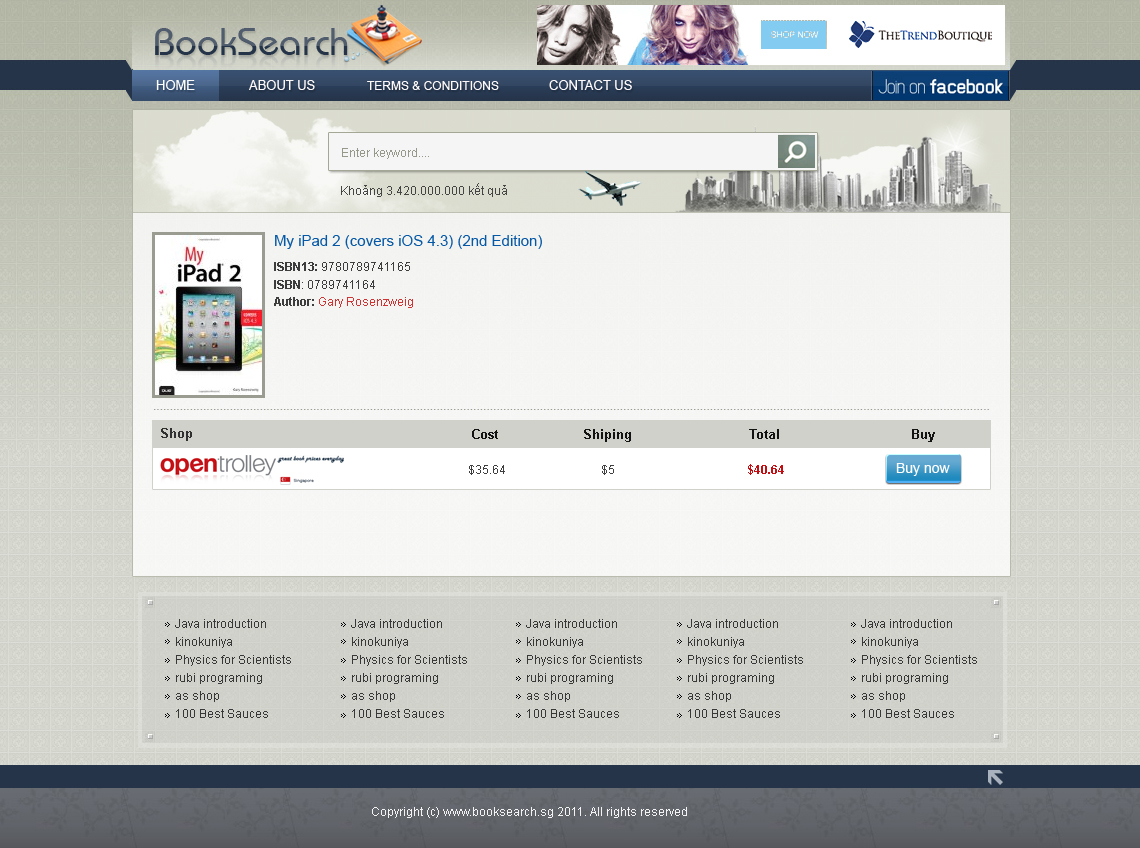 BookSearch
SHOP NOW
THETRENDBOUTIQUE
HOME
ABOUT US
TERMS & CONDITIONS
CONTACT US
Join on facebook
Enter keyword....
Khoảng 3.420.000.000 kết quả
My
iPad 2
COVERS
iOS 4.3
Gary Rosenzweig
My iPad 2 (covers iOS 4.3) (2nd Edition)
ISBN13: 9780789741165
ISBN: 0789741164
Author: Gary Rosenzweig
Shop Cost Shiping Total Buy
opentrolley great book prices everyday
Singapore
$35.64 $5 $40.64 Buy now
» Java introduction » Java introduction » Java introduction » Java introduction » Java introduction
» kinokuniya » kinokuniya » kinokuniya » kinokuniya » kinokuniya
» Physics for Scientists » Physics for Scientists » Physics for Scientists » Physics for Scientists » Physics for Scientists
» rubi programing » rubi programing » rubi programing » rubi programing » rubi programing
» as shop » as shop » as shop » as shop » as shop
» 100 Best Sauces » 100 Best Sauces » 100 Best Sauces » 100 Best Sauces » 100 Best Sauces
Copyright (c) www.booksearch.sg 2011. All rights reserved